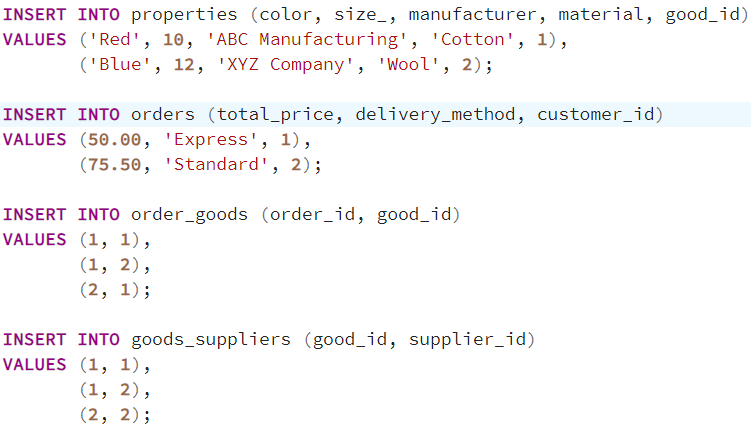 INSERT INTO properties (color, size_, manufacturer, material, good_id)
VALUES ('Red', 10, 'ABC Manufacturing', 'Cotton', 1),
('Blue', 12, 'XYZ Company', 'Wool', 2);
INSERT INTO orders (total_price, delivery_method, customer_id)
VALUES (50.00, 'Express', 1),
(75.50, 'Standard', 2);
INSERT INTO order_goods (order_id, good_id)
VALUES (1, 1),
(1, 2),
(2, 1);
INSERT INTO goods_suppliers (good_id, supplier_id)
VALUES (1, 1),
(1, 2),
(2, 2);